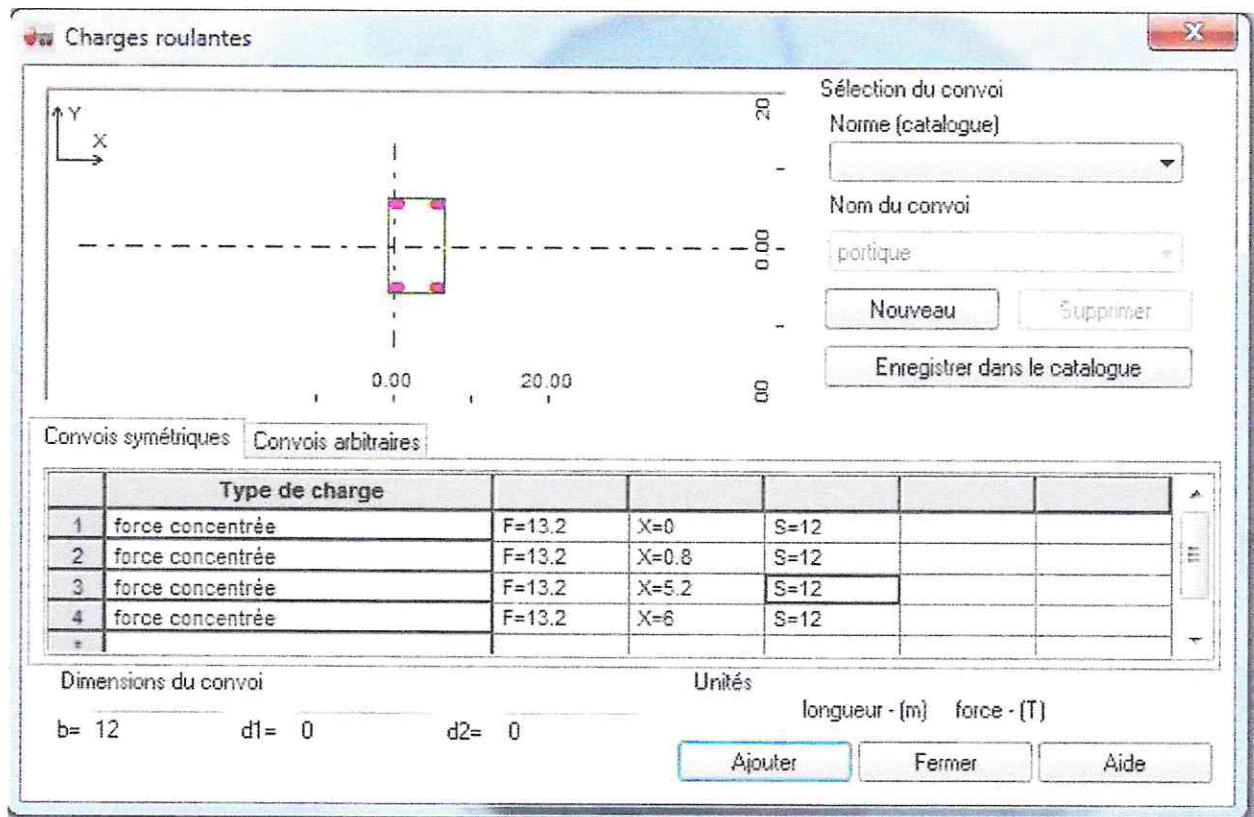 Charges roulantes
Y
X
20
0.00
00
0.00 20.00
Sélection du convoi
Norme (catalogue)
Nom du convoi
portique
Nouveau Supprimer
Enregistrer dans le catalogue
Convois symétriques Convois arbitraires
Type de charge
1 force concentrée F=13.2 X=0 S=12
2 force concentrée F=13.2 X=0.8 S=12
3 force concentrée F=13.2 X=5.2 S=12
4 force concentrée F=13.2 X=6 S=12
*
Dimensions du convoi Unités
b= 12 d1= 0 d2= 0 longueur - (m) force - (T)
Ajouter Fermer Aide